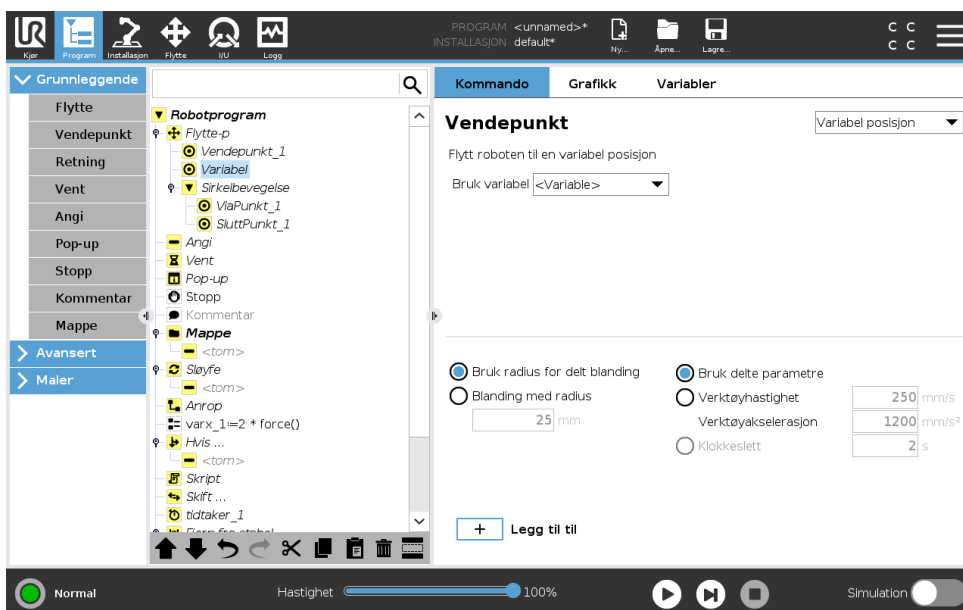 UR
PROGRAM <unnamed>*
INSTALLASJON default*
C C
C C
Kjør Program Installasjon Flytte I/U Logg Ny... Åpne... Lagre...
Grunnleggende
Flytte
Vendepunkt
Retning
Vent
Angi
Pop-up
Stopp
Kommentar
Mappe
Avansert
Maler
Robotprogram
Flytte-p
Vendepunkt_1
Variabel
Sirkelbevegelse
ViaPunkt_1
SluttPunkt_1
Angi
Vent
Pop-up
Stopp
Kommentar
Mappe
<tom>
Sløyfe
<tom>
Anrop
varx_1:=2 * force()
Hvis ...
<tom>
Skript
Skift ...
tidtaker_1
Kommando Grafikk Variabler
Vendepunkt Variabel posisjon
Flytt roboten til en variabel posisjon
Bruk variabel <Variable>
Bruk radius for delt blanding
Blanding med radius
25 mm
Bruk delte parametre
Verktøyhastighet 250 mm/s
Verktøyakselerasjon 1200 mm/s²
Klokkeslett 2 s
+ Legg til til
Normal Hastighet 100% Simulation